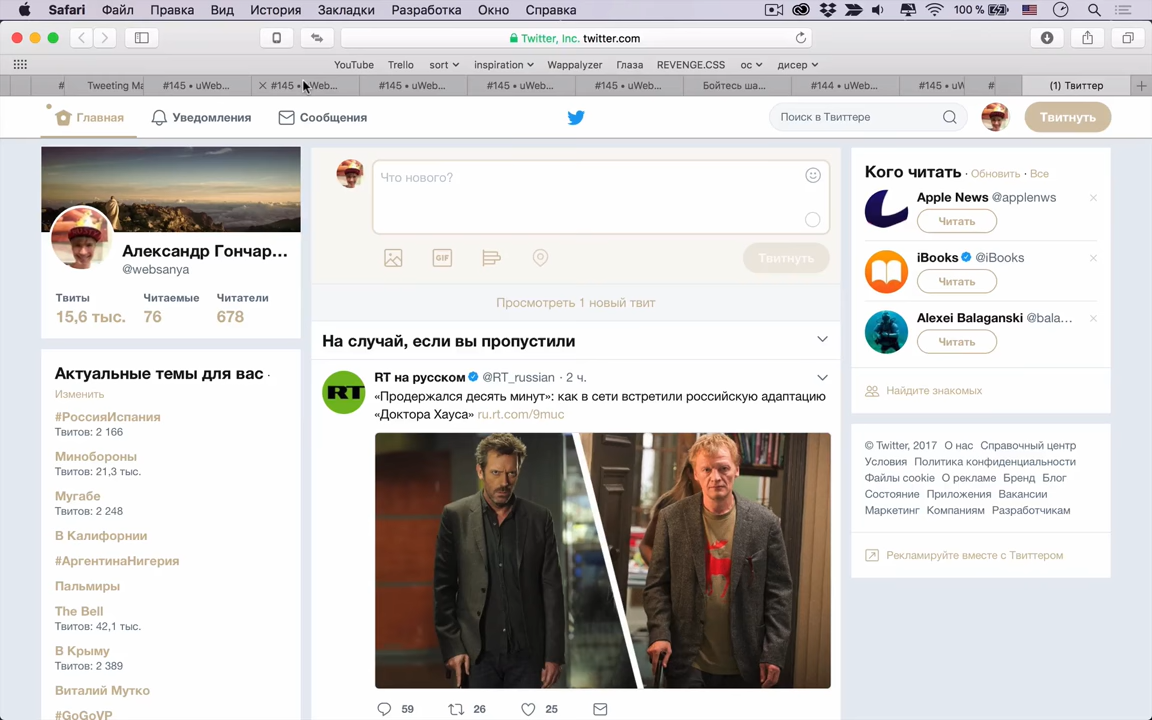 Safari Файл Правка Вид История Закладки Разработка Окно Справка 100 %
Twitter, Inc. twitter.com
YouTube Trello sort inspiration Wappalyzer Глаза REVENGE.CSS ос дисер
# Tweeting Ma #145 • uWeb... #145 • uWeb... #145 • uWeb... #145 • uWeb... #145 • uWeb... Бойтесь ша... #144 • uWeb... #145 • uW # (1) Твиттер
Главная Уведомления Сообщения Поиск в Твиттере Твитнуть
Александр Гончар...
@websanya
Твиты Читаемые Читатели
15,6 тыс. 76 678
Актуальные темы для вас ·
Изменить
#РоссияИспания
Твитов: 2 166
Минобороны
Твитов: 21,3 тыс.
Мугабе
Твитов: 2 248
В Калифорнии
#АргентинаНигерия
Пальмиры
The Bell
Твитов: 42,1 тыс.
В Крыму
Твитов: 2 389
Виталий Мутко
#GoGoVP
Что нового?
GIF
Твитнуть
Просмотреть 1 новый твит
На случай, если вы пропустили
RT RT на русском @RT_russian · 2 ч.
«Продержался десять минут»: как в сети встретили российскую адаптацию
«Доктора Хауса» ru.rt.com/9muc
59 26 25
Кого читать · Обновить · Все
Apple News @applenws
Читать
iBooks @iBooks
Читать
Alexei Balaganski @bala...
Читать
Найдите знакомых
© Twitter, 2017 О нас Справочный центр
Условия Политика конфиденциальности
Файлы cookie О рекламе Бренд Блог
Состояние Приложения Вакансии
Маркетинг Компаниям Разработчикам
Рекламируйте вместе с Твиттером